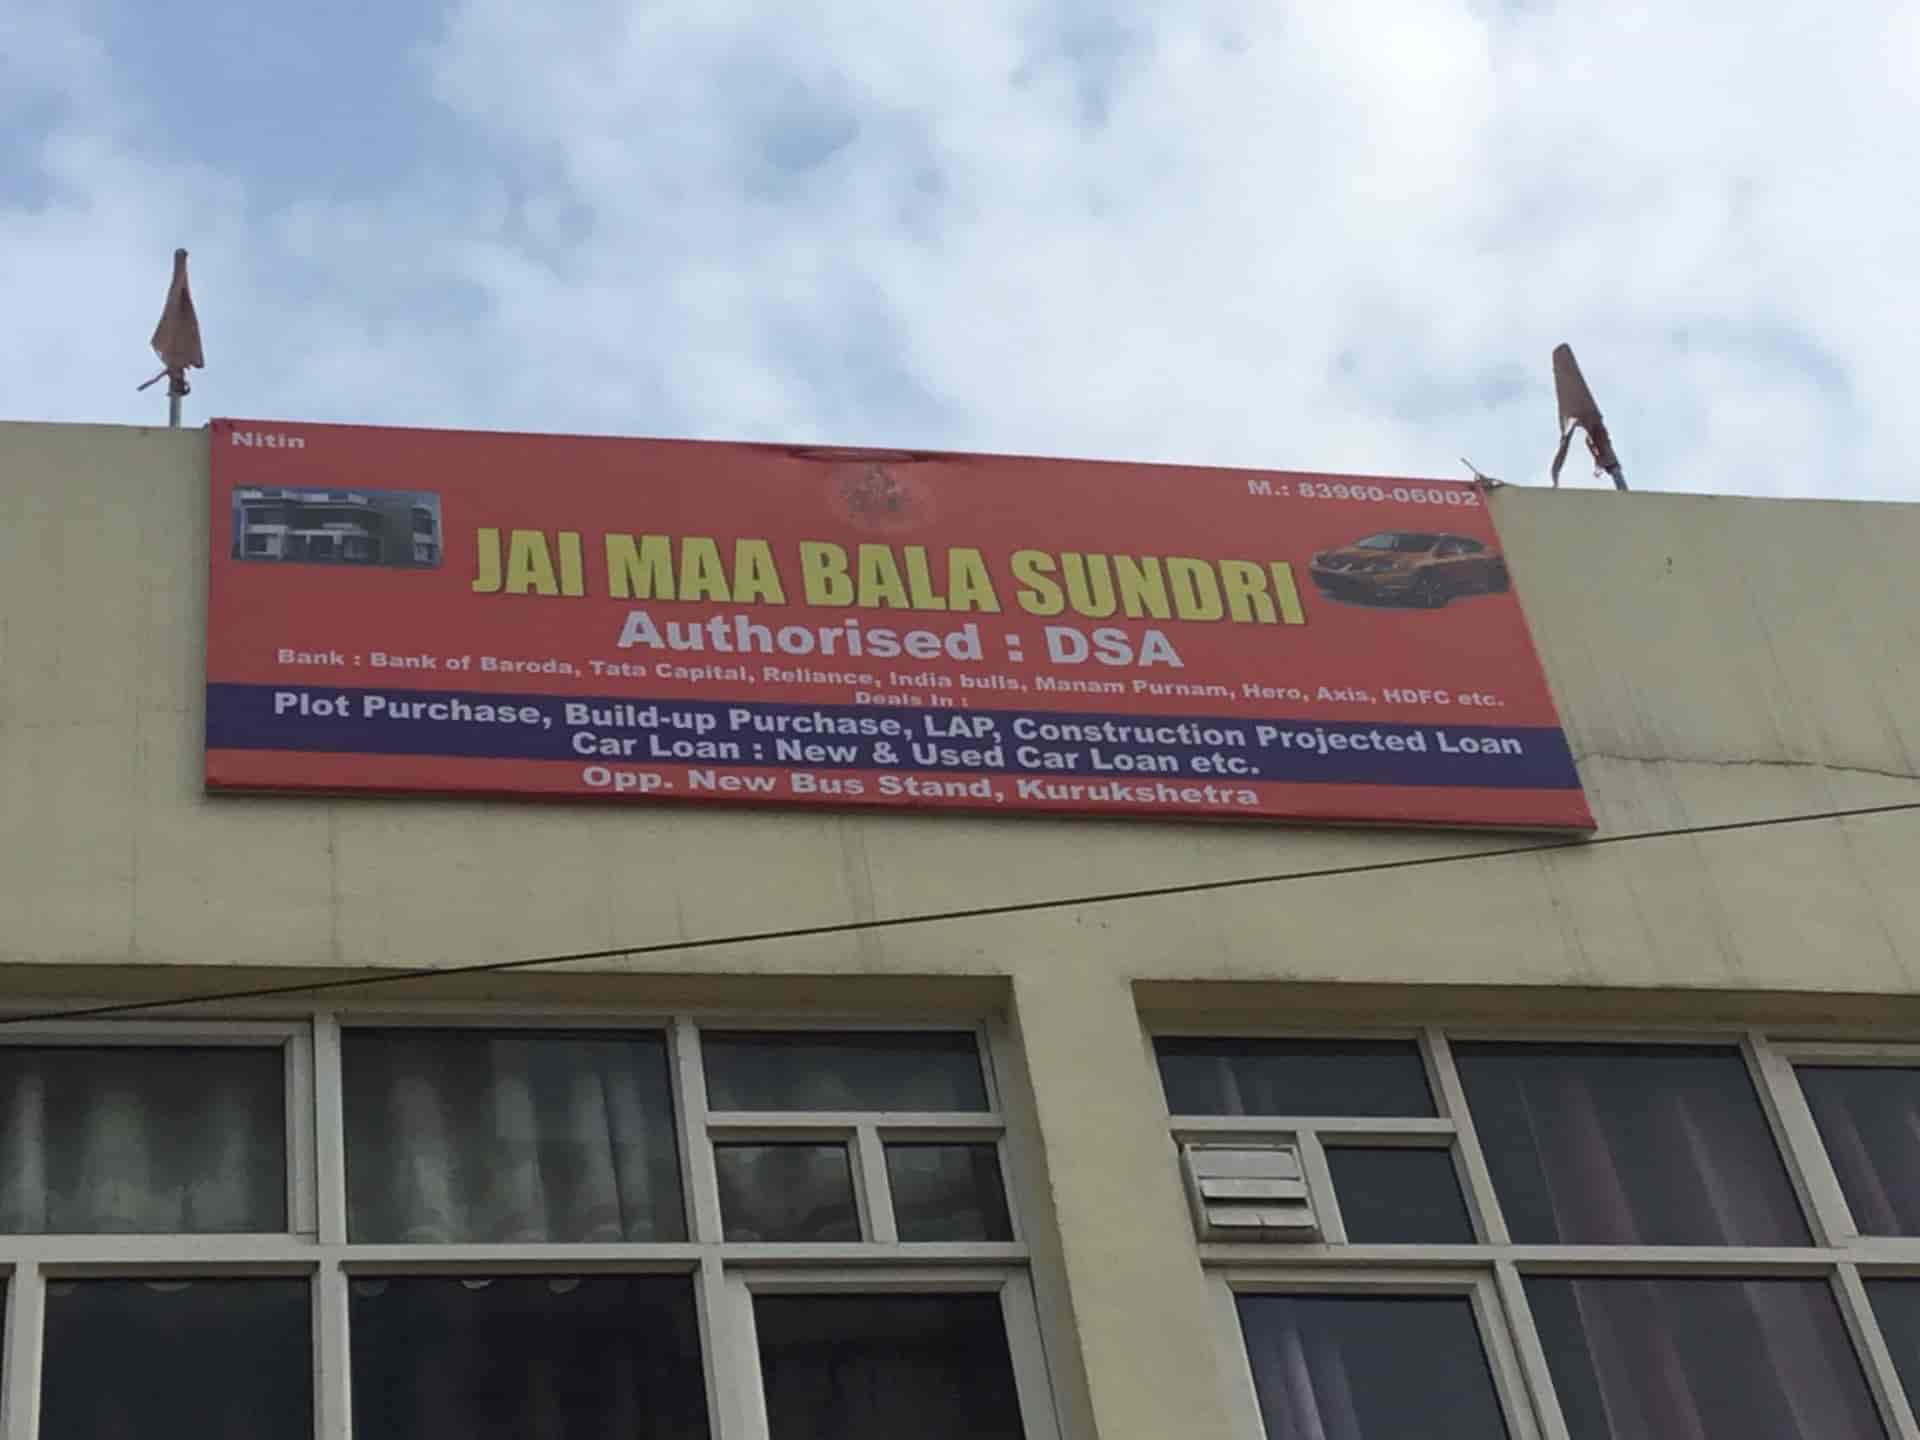 Nitin
M.: 83960-06002
JAI MAA BALA SUNDRI
Authorised : DSA
Bank : Bank of Baroda, Tata Capital, Reliance, India bulls, Manam Purnam, Hero, Axis, HDFC etc.
Deals In :
Plot Purchase, Build-up Purchase, LAP, Construction Projected Loan
Car Loan : New & Used Car Loan etc.
Opp. New Bus Stand, Kurukshetra